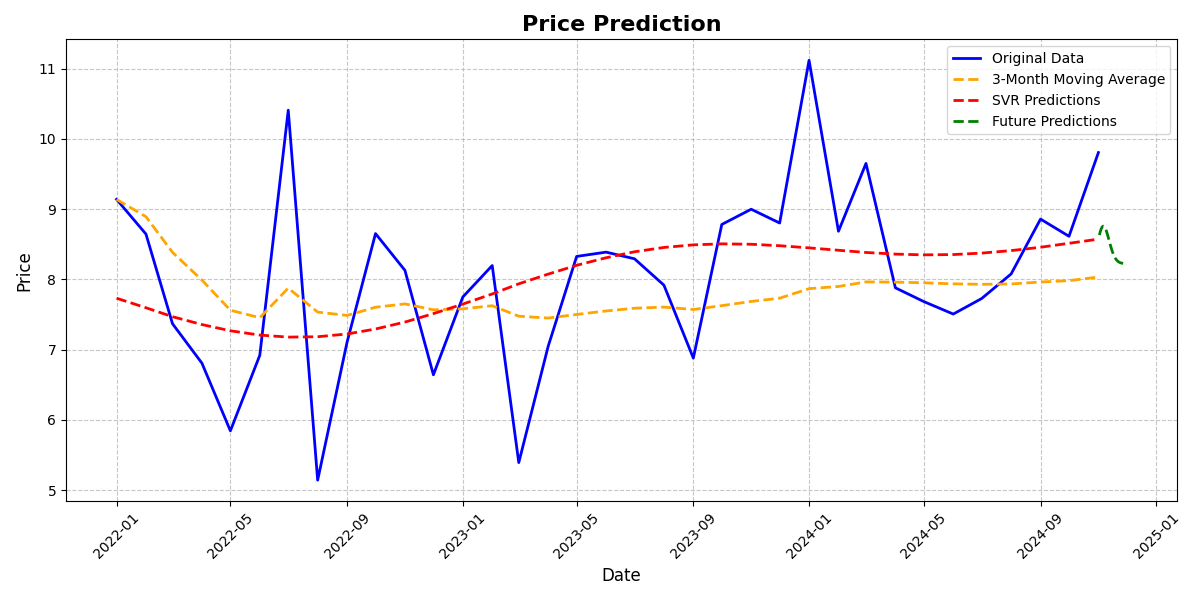 Price Prediction
Original Data
3-Month Moving Average
SVR Predictions
Future Predictions
Price
11
10
9
8
7
6
5
2022-01
2022-05
2022-09
2023-01
2023-05
2023-09
2024-01
2024-05
2024-09
2025-01
Date